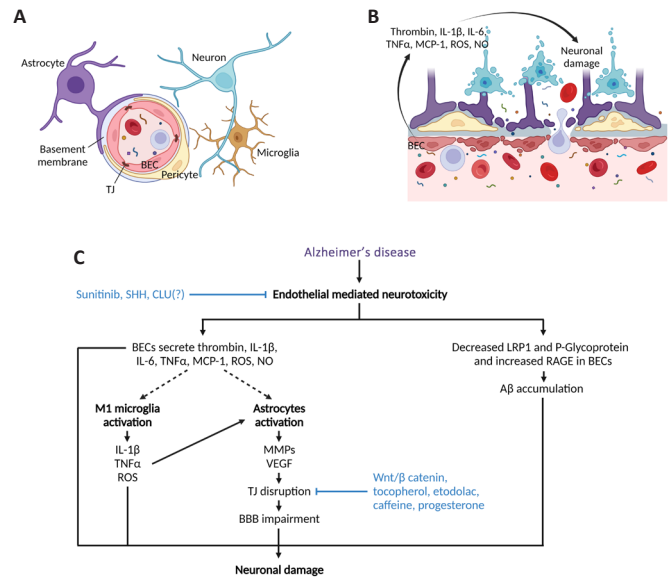 A
Astrocyte
Neuron
Basement
membrane
BEC
TJ
Pericyte
Microglia
B
Thrombin, IL-1β, IL-6,
TNFα, MCP-1, ROS, NO
Neuronal
damage
BEC
C
Alzheimer's disease
Sunitinib, SHH, CLU(?)
Endothelial mediated neurotoxicity
BECs secrete thrombin, IL-1β,
IL-6, TNFα, MCP-1, ROS, NO
Decreased LRP1 and P-Glycoprotein
and increased RAGE in BECs
Aβ accumulation
M1 microglia
activation
Astrocytes
activation
IL-1β
TNFα
ROS
MMPs
VEGF
TJ disruption
Wnt/β catenin,
tocopherol, etodolac,
caffeine, progesterone
BBB impairment
Neuronal damage